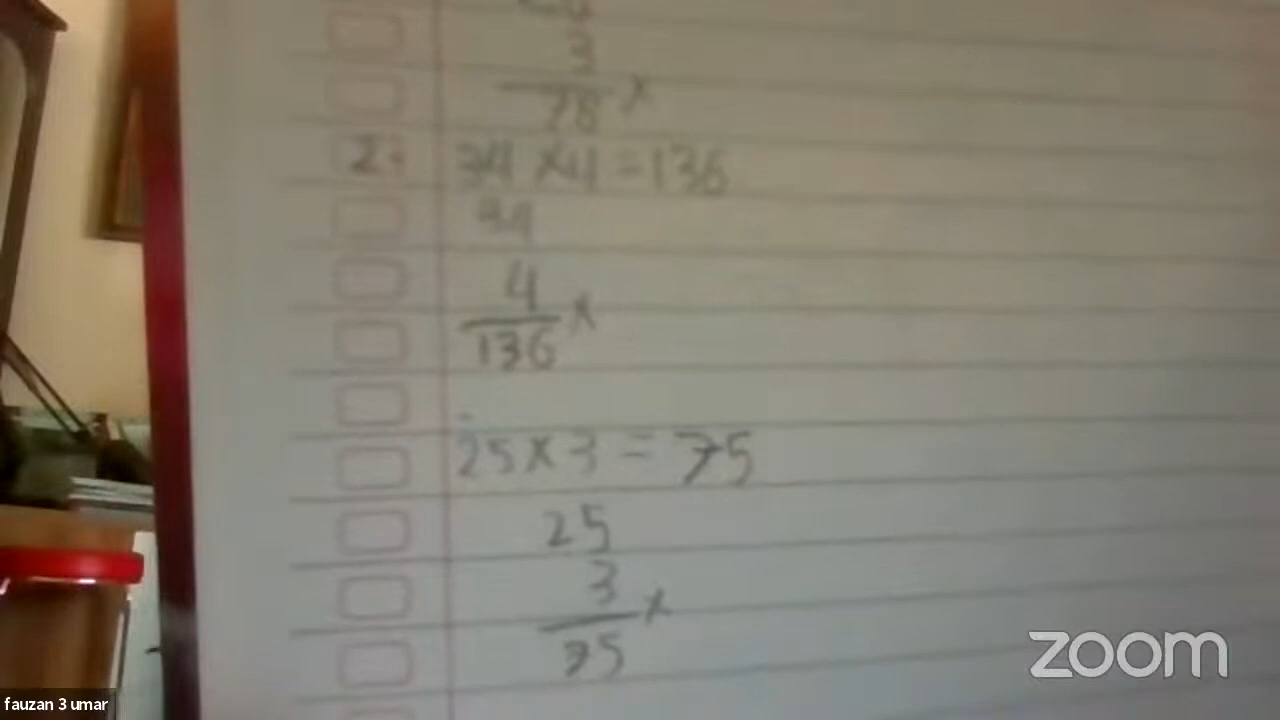 3
78 x
2. 34 x 4 = 136
34
4
136 x
25 x 3 = 75
25
3
75 x
zoom
fauzan 3 umar